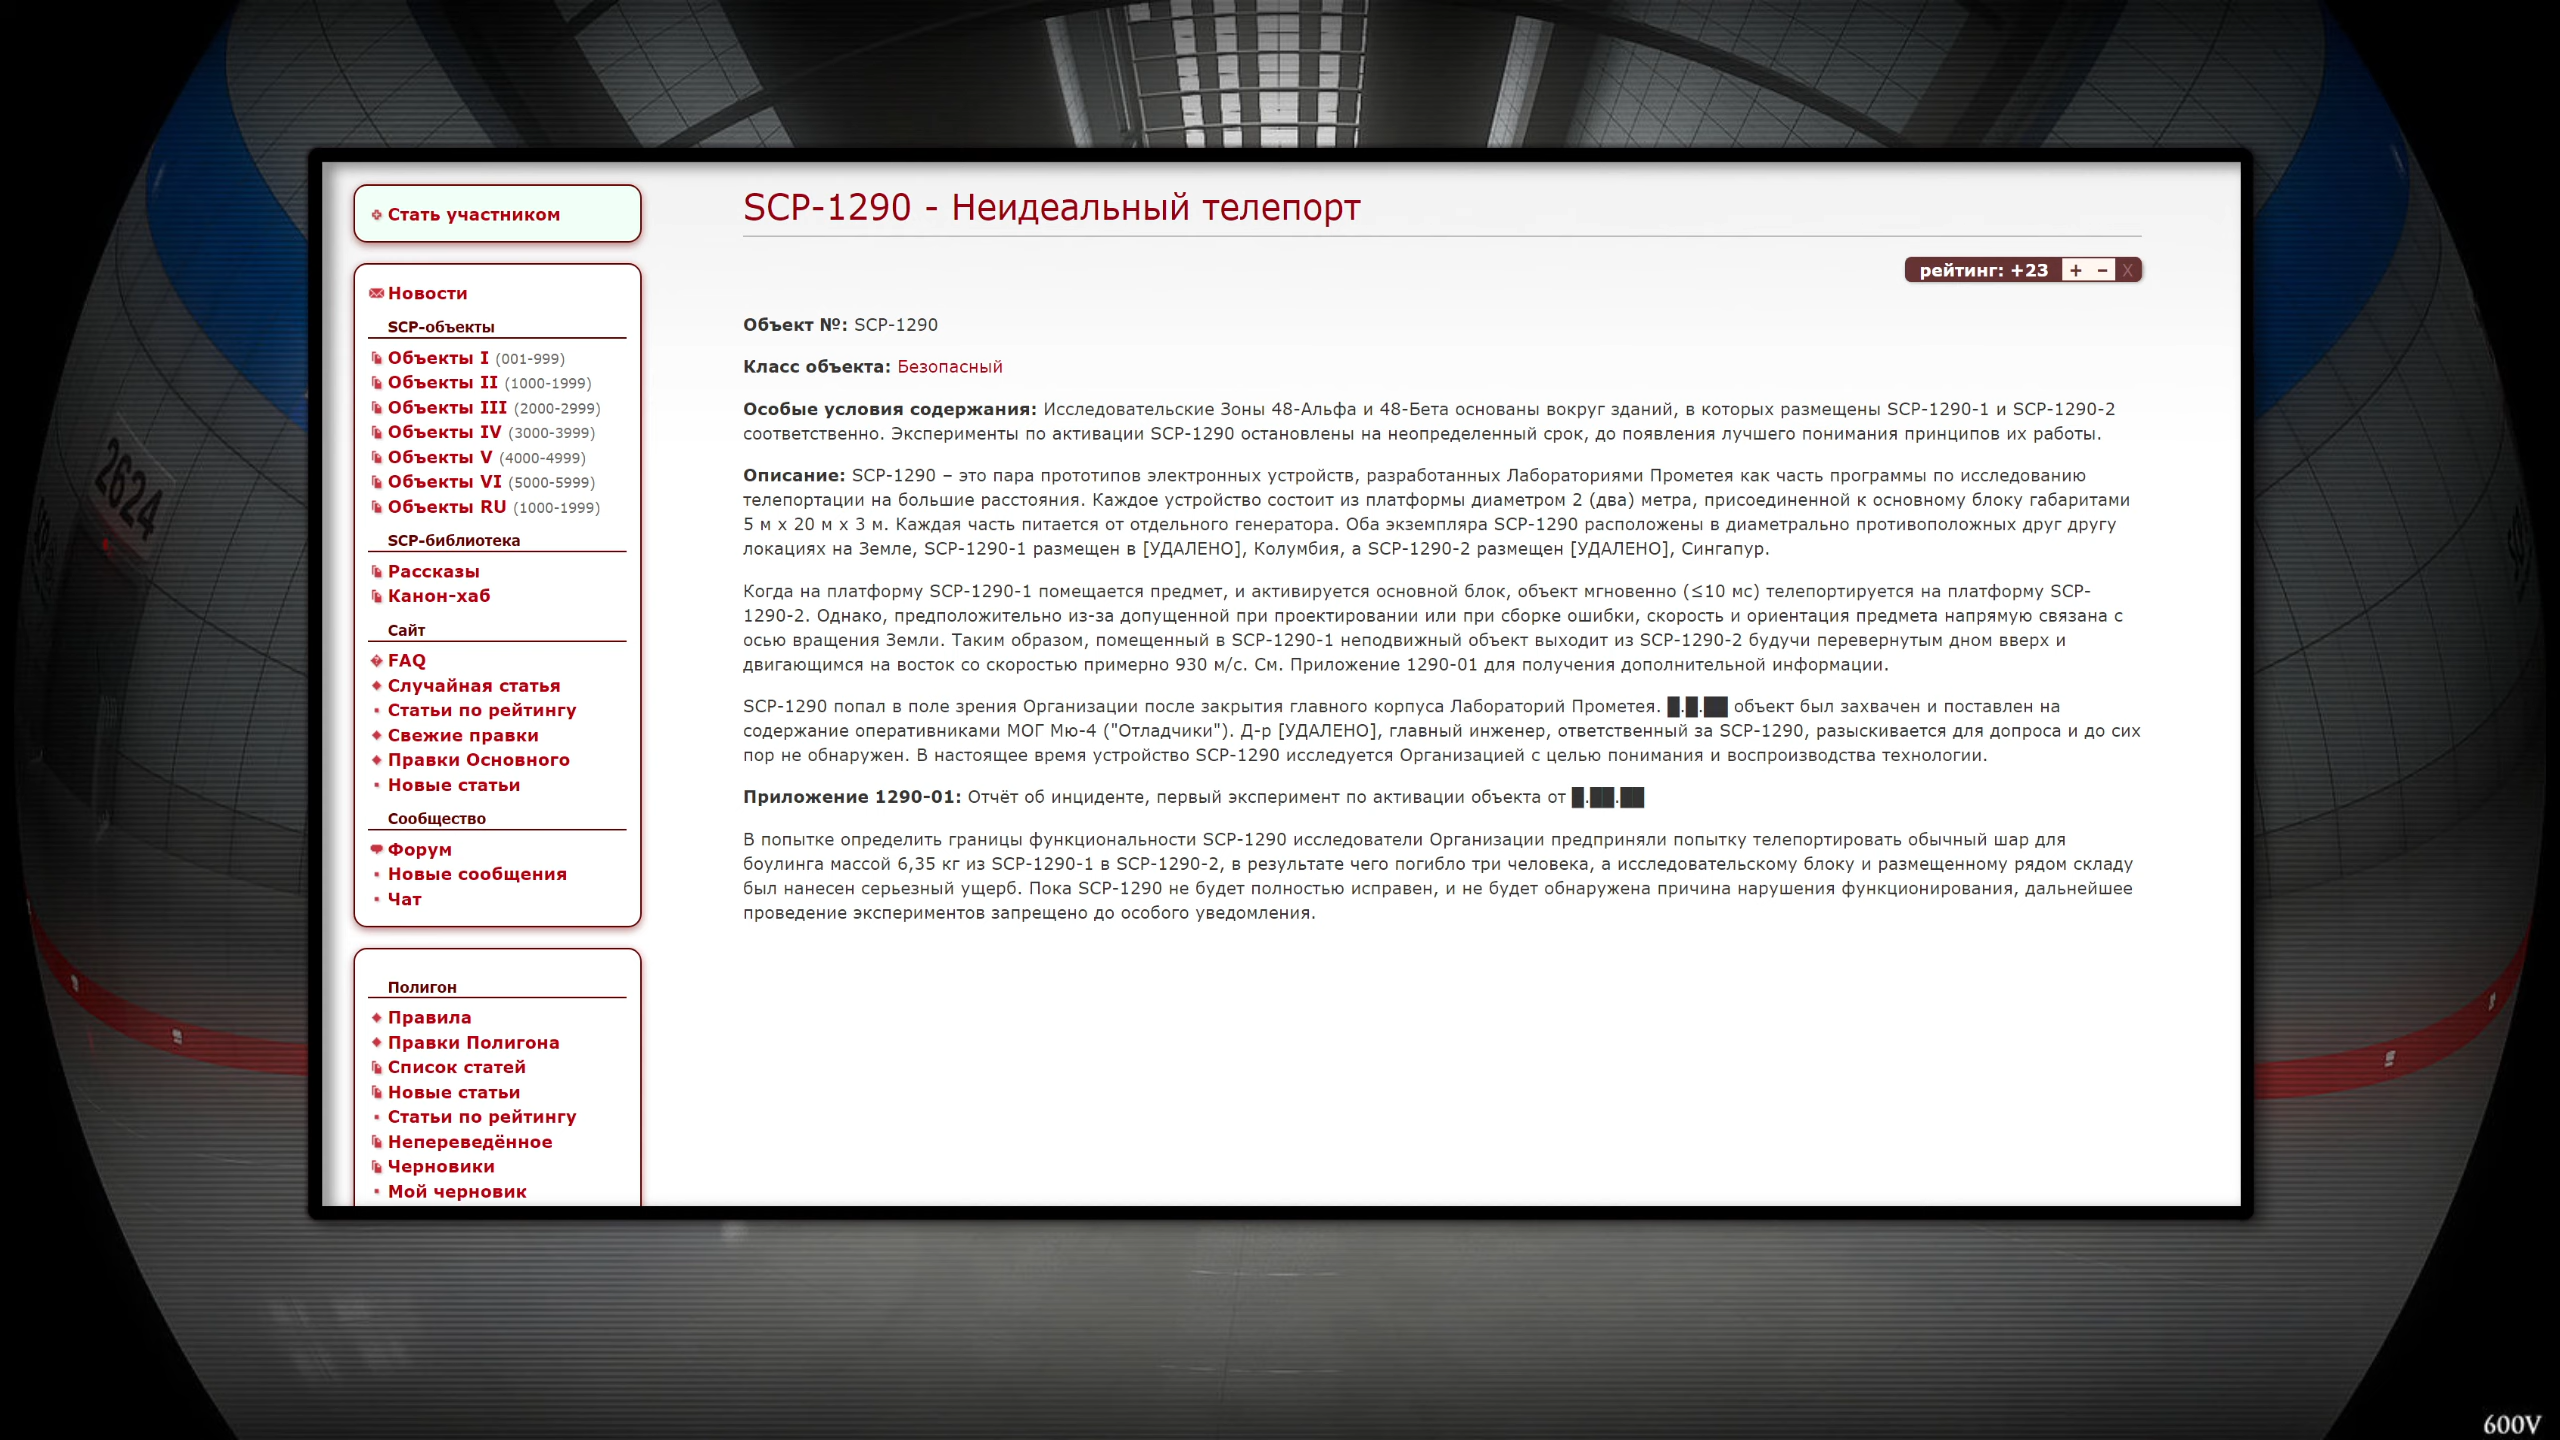 Стать участником
Новости
SCP-объекты
Объекты I (001-999)
Объекты II (1000-1999)
Объекты III (2000-2999)
Объекты IV (3000-3999)
Объекты V (4000-4999)
Объекты VI (5000-5999)
Объекты RU (1000-1999)
SCP-библиотека
Рассказы
Канон-хаб
Сайт
FAQ
Случайная статья
Статьи по рейтингу
Свежие правки
Правки Основного
Новые статьи
Сообщество
Форум
Новые сообщения
Чат
Полигон
Правила
Правки Полигона
Список статей
Новые статьи
Статьи по рейтингу
Непереведённое
Черновики
Мой черновик
SCP-1290 - Неидеальный телепорт
рейтинг: +23 + – X
Объект №: SCP-1290
Класс объекта: Безопасный
Особые условия содержания: Исследовательские Зоны 48-Альфа и 48-Бета основаны вокруг зданий, в которых размещены SCP-1290-1 и SCP-1290-2
соответственно. Эксперименты по активации SCP-1290 остановлены на неопределенный срок, до появления лучшего понимания принципов их работы.
Описание: SCP-1290 – это пара прототипов электронных устройств, разработанных Лабораториями Прометея как часть программы по исследованию
телепортации на большие расстояния. Каждое устройство состоит из платформы диаметром 2 (два) метра, присоединенной к основному блоку габаритами
5 м x 20 м x 3 м. Каждая часть питается от отдельного генератора. Оба экземпляра SCP-1290 расположены в диаметрально противоположных друг другу
локациях на Земле, SCP-1290-1 размещен в [УДАЛЕНО], Колумбия, а SCP-1290-2 размещен [УДАЛЕНО], Сингапур.
Когда на платформу SCP-1290-1 помещается предмет, и активируется основной блок, объект мгновенно (≤10 мс) телепортируется на платформу SCP-
1290-2. Однако, предположительно из-за допущенной при проектировании или при сборке ошибки, скорость и ориентация предмета напрямую связана с
осью вращения Земли. Таким образом, помещенный в SCP-1290-1 неподвижный объект выходит из SCP-1290-2 будучи перевернутым дном вверх и
двигающимся на восток со скоростью примерно 930 м/с. См. Приложение 1290-01 для получения дополнительной информации.
SCP-1290 попал в поле зрения Организации после закрытия главного корпуса Лабораторий Прометея. █.█.██ объект был захвачен и поставлен на
содержание оперативниками МОГ Мю-4 ("Отладчики"). Д-р [УДАЛЕНО], главный инженер, ответственный за SCP-1290, разыскивается для допроса и до сих
пор не обнаружен. В настоящее время устройство SCP-1290 исследуется Организацией с целью понимания и воспроизводства технологии.
Приложение 1290-01: Отчёт об инциденте, первый эксперимент по активации объекта от █.██.██
В попытке определить границы функциональности SCP-1290 исследователи Организации предприняли попытку телепортировать обычный шар для
боулинга массой 6,35 кг из SCP-1290-1 в SCP-1290-2, в результате чего погибло три человека, а исследовательскому блоку и размещенному рядом складу
был нанесен серьезный ущерб. Пока SCP-1290 не будет полностью исправен, и не будет обнаружена причина нарушения функционирования, дальнейшее
проведение экспериментов запрещено до особого уведомления.
2624
600V